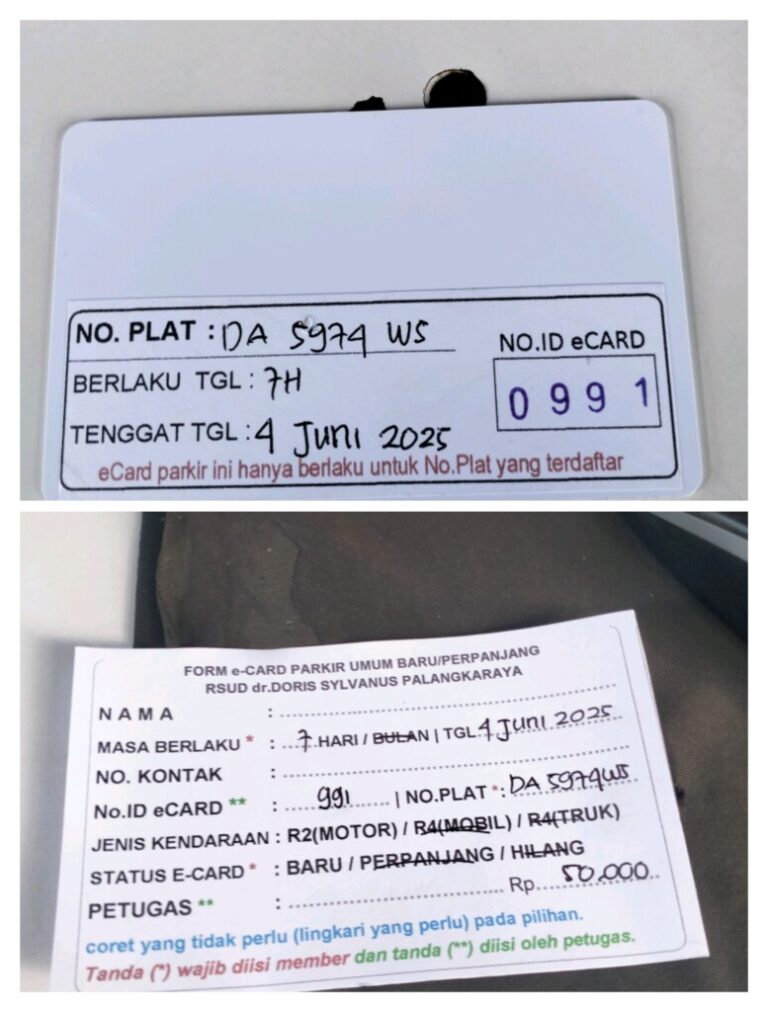 NO. PLAT : DA 5974 WS
NO.ID eCARD
BERLAKU TGL : 7H
0991
TENGGAT TGL : 4 Juni 2025
eCard parkir ini hanya berlaku untuk No.Plat yang terdaftar
FORM e-CARD PARKIR UMUM BARU/PERPANJANG
RSUD dr.DORIS SYLVANUS PALANGKARAYA
NAMA :
MASA BERLAKU * : 7 HARI / BULAN | TGL 4 Juni 2025
NO. KONTAK :
No.ID eCARD ** : 991 | NO.PLAT * : DA 5974 WS
JENIS KENDARAAN : R2(MOTOR) / R4(MOBIL) / R4(TRUK)
STATUS E-CARD * : BARU / PERPANJANG / HILANG
PETUGAS ** : Rp. 50.000
coret yang tidak perlu (lingkari yang perlu) pada pilihan.
Tanda (*) wajib diisi member dan tanda (**) diisi oleh petugas.